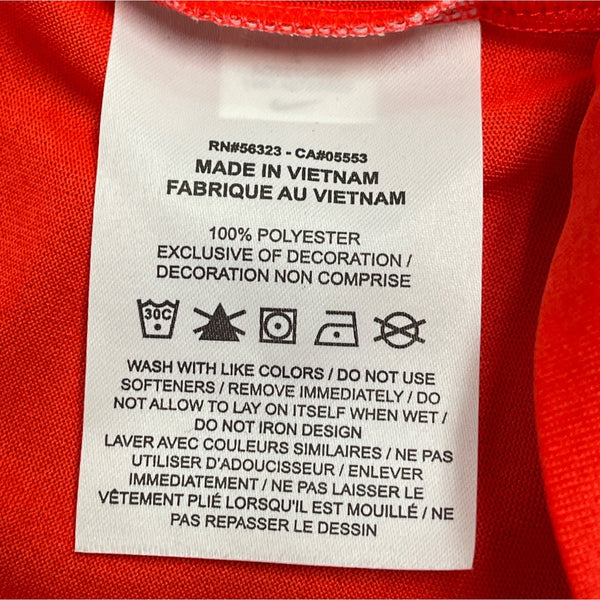 RN#56323 - CA#05553
MADE IN VIETNAM
FABRIQUE AU VIETNAM
100% POLYESTER
EXCLUSIVE OF DECORATION /
DECORATION NON COMPRISE
30C
WASH WITH LIKE COLORS / DO NOT USE
SOFTENERS / REMOVE IMMEDIATELY / DO
NOT ALLOW TO LAY ON ITSELF WHEN WET /
DO NOT IRON DESIGN
LAVER AVEC COULEURS SIMILAIRES / NE PAS
UTILISER D'ADOUCISSEUR / ENLEVER
IMMEDIATEMENT / NE PAS LAISSER LE
VÊTEMENT PLIÉ LORSQU'IL EST MOUILLÉ / NE
PAS REPASSER LE DESSIN